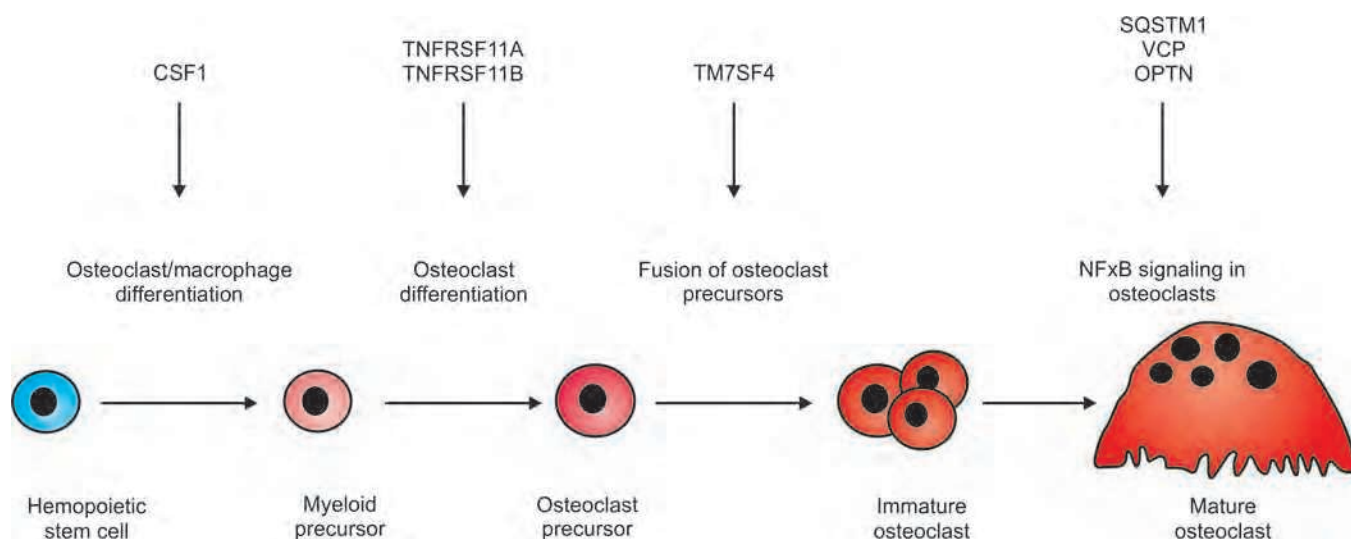 CSF1
TNFRSF11A
TNFRSF11B
TM7SF4
SQSTM1
VCP
OPTN
Osteoclast/macrophage
differentiation
Osteoclast
differentiation
Fusion of osteoclast
precursors
NFxB signaling in
osteoclasts
Hemopoietic
stem cell
Myeloid
precursor
Osteoclast
precursor
Immature
osteoclast
Mature
osteoclast